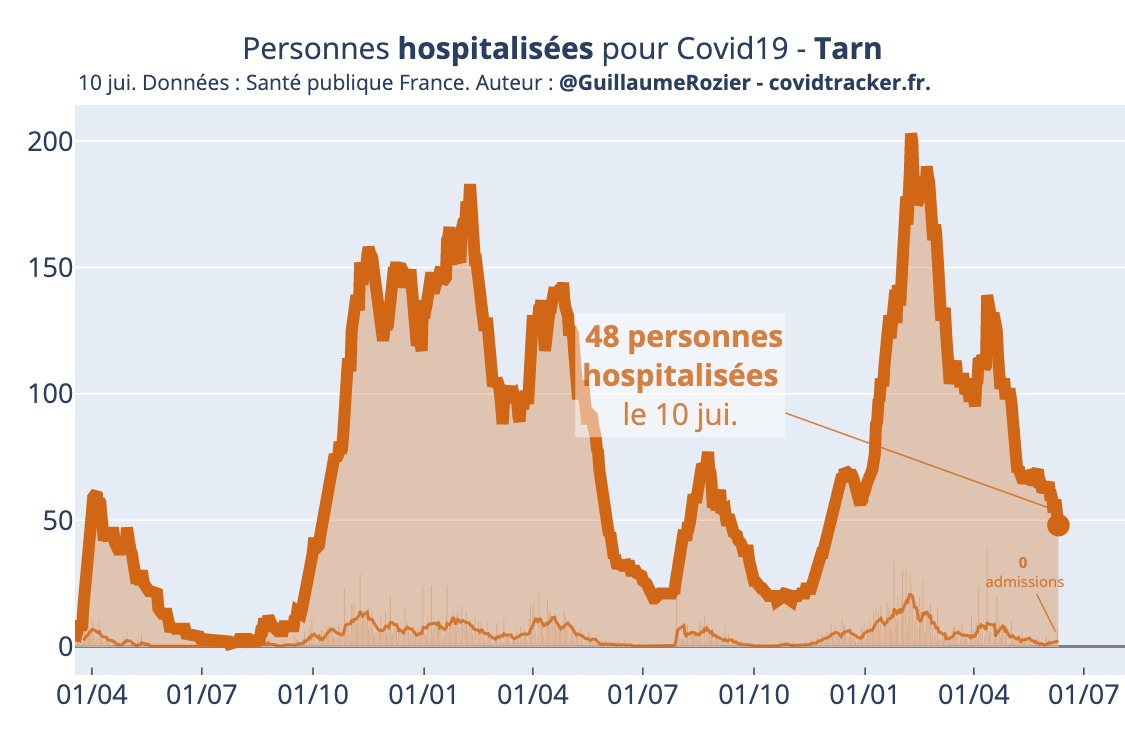 Personnes hospitalisées pour Covid19 - Tarn
10 jui. Données : Santé publique France. Auteur : @GuillaumeRozier - covidtracker.fr.
200
150
100
50
0
48 personnes
hospitalisées
le 10 jui.
0
admissions
01/04 01/07 01/10 01/01 01/04 01/07 01/10 01/01 01/04 01/07